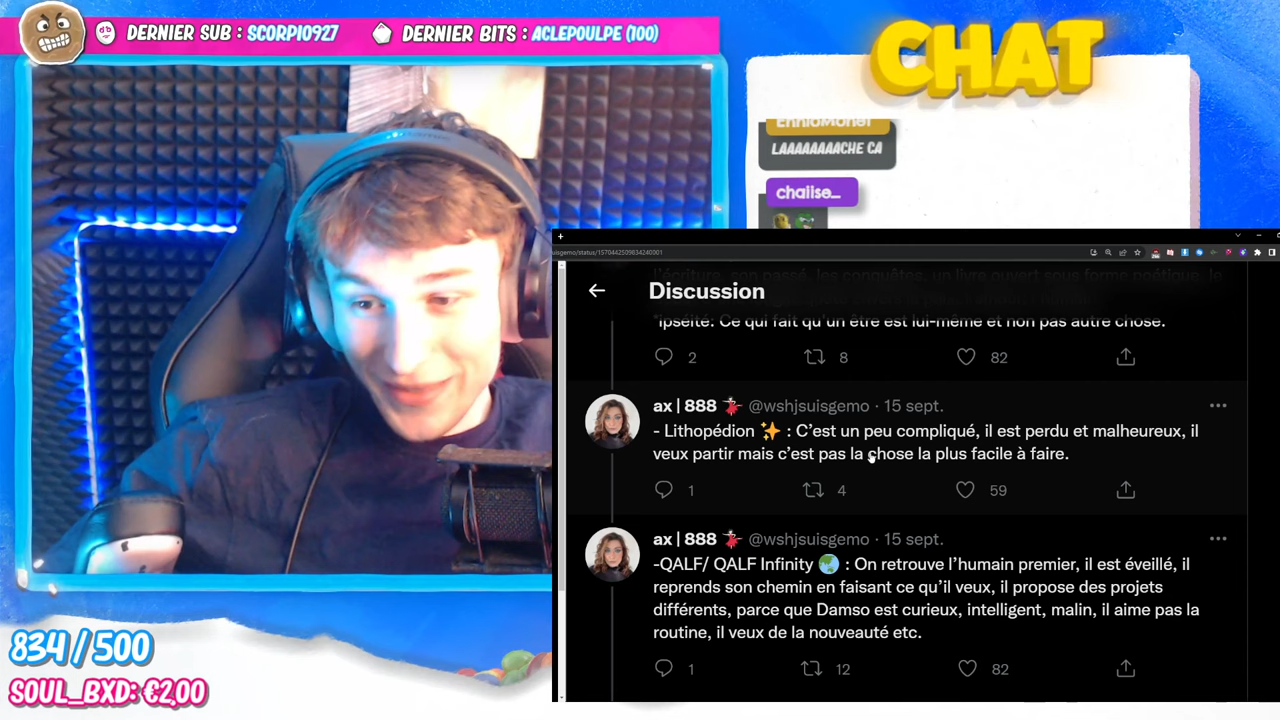 DERNIER SUB : SCORPI0927
DERNIER BITS : ACLEPOULPE (100)
CHAT
EnnioMorier
LAAAAAAACHE CA
chaiise_
Discussion
*Ipséité: Ce qui fait qu'un être est lui-même et non pas autre chose.
2 8 82
ax | 888 @wshjsuisgemo · 15 sept.
- Lithopédion ✨ : C'est un peu compliqué, il est perdu et malheureux, il
veux partir mais c'est pas la chose la plus facile à faire.
1 4 59
ax | 888 @wshjsuisgemo · 15 sept.
-QALF/ QALF Infinity 🌏 : On retrouve l'humain premier, il est éveillé, il
reprends son chemin en faisant ce qu'il veux, il propose des projets
différents, parce que Damso est curieux, intelligent, malin, il aime pas la
routine, il veux de la nouveauté etc.
1 12 82
834 / 500
SOUL_BXD: €2,00